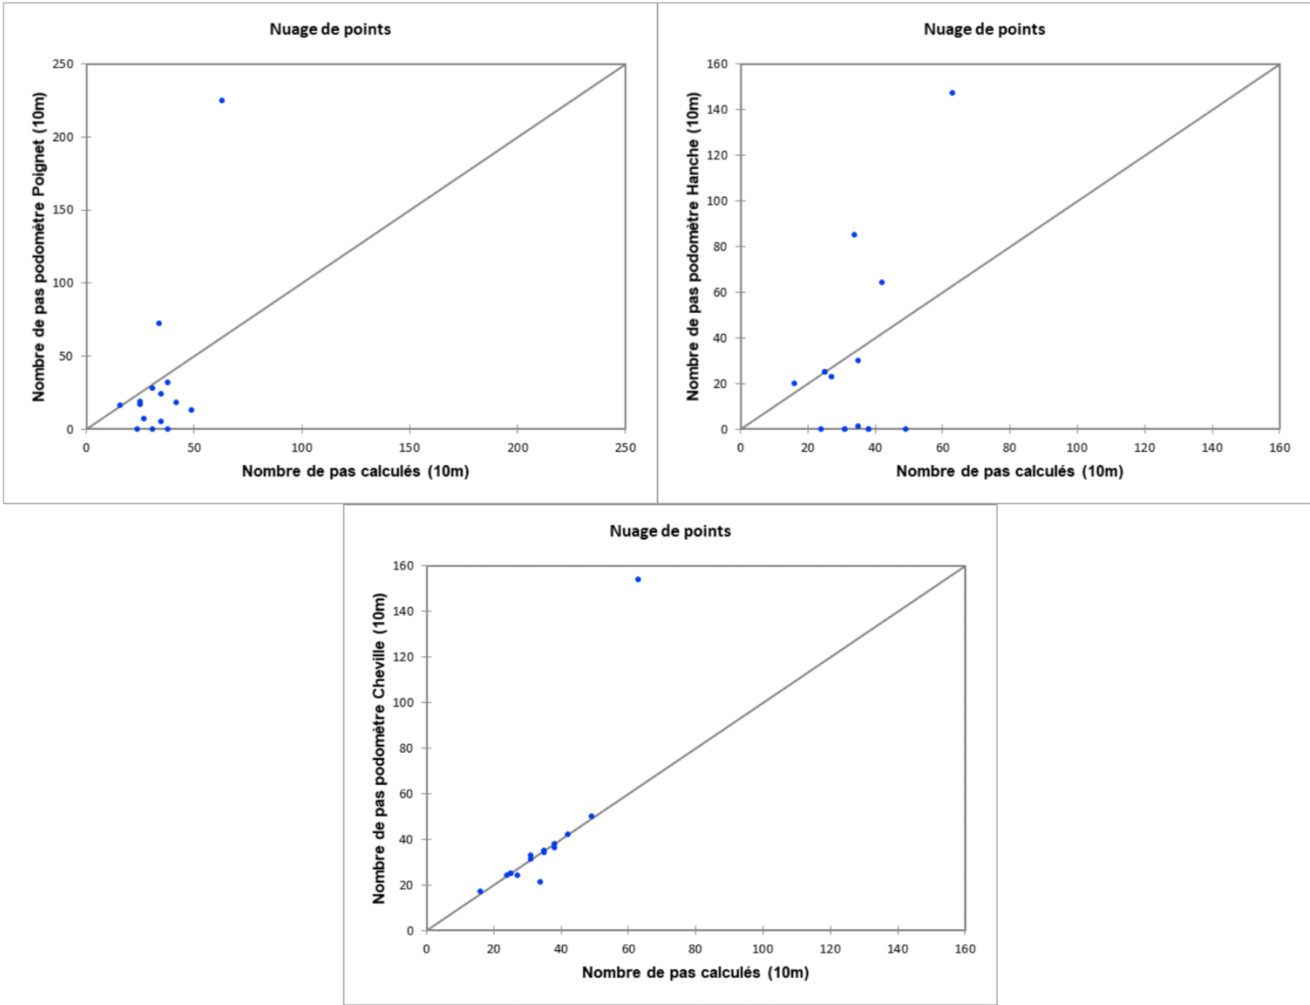 Nuage de points
250
200
150
100
50
0
0 50 100 150 200 250
Nombre de pas podomètre Poignet (10m)
Nombre de pas calculés (10m)
Nuage de points
160
140
120
100
80
60
40
20
0
0 20 40 60 80 100 120 140 160
Nombre de pas podomètre Hanche (10m)
Nombre de pas calculés (10m)
Nuage de points
160
140
120
100
80
60
40
20
0
0 20 40 60 80 100 120 140 160
Nombre de pas podomètre Cheville (10m)
Nombre de pas calculés (10m)